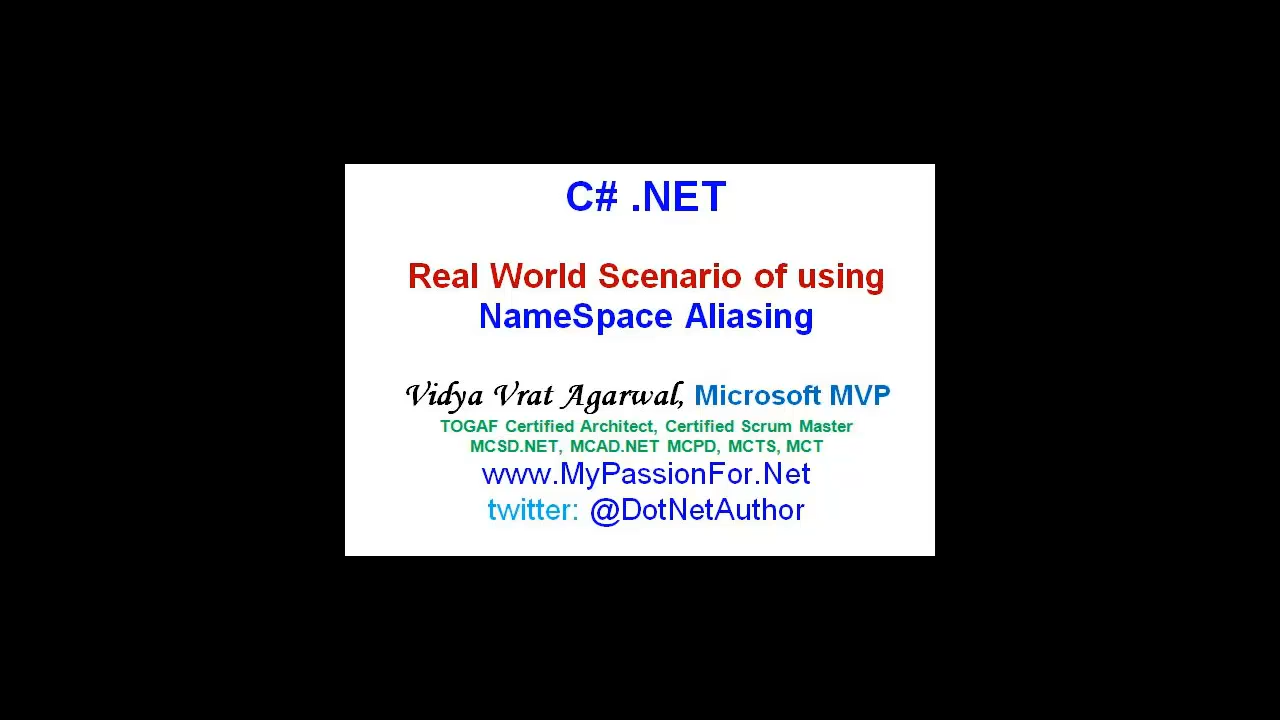 C# .NET
Real World Scenario of using
NameSpace Aliasing
Vidya Vrat Agarwal, Microsoft MVP
TOGAF Certified Architect, Certified Scrum Master
MCSD.NET, MCAD.NET MCPD, MCTS, MCT
www.MyPassionFor.Net
twitter: @DotNetAuthor